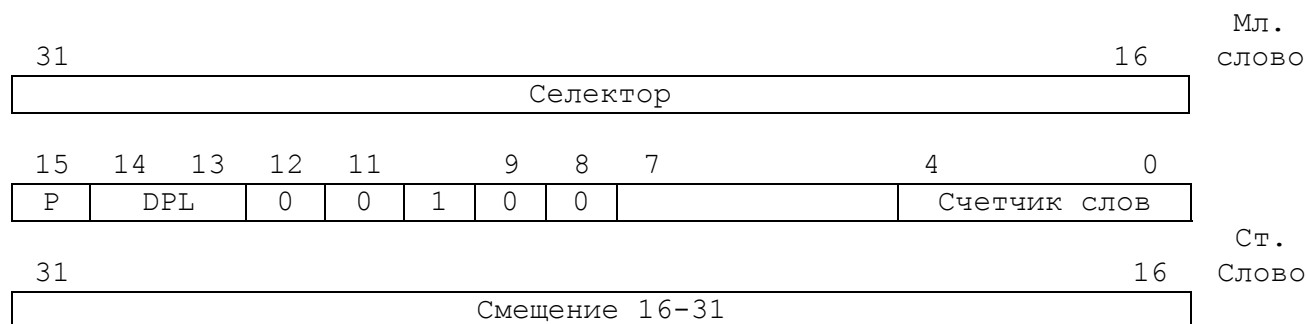 Мл.
31 16 слово
Селектор
15 14 13 12 11 9 8 7 4 0
P DPL 0 0 1 0 0 Счетчик слов
Ст.
31 16 Слово
Смещение 16-31